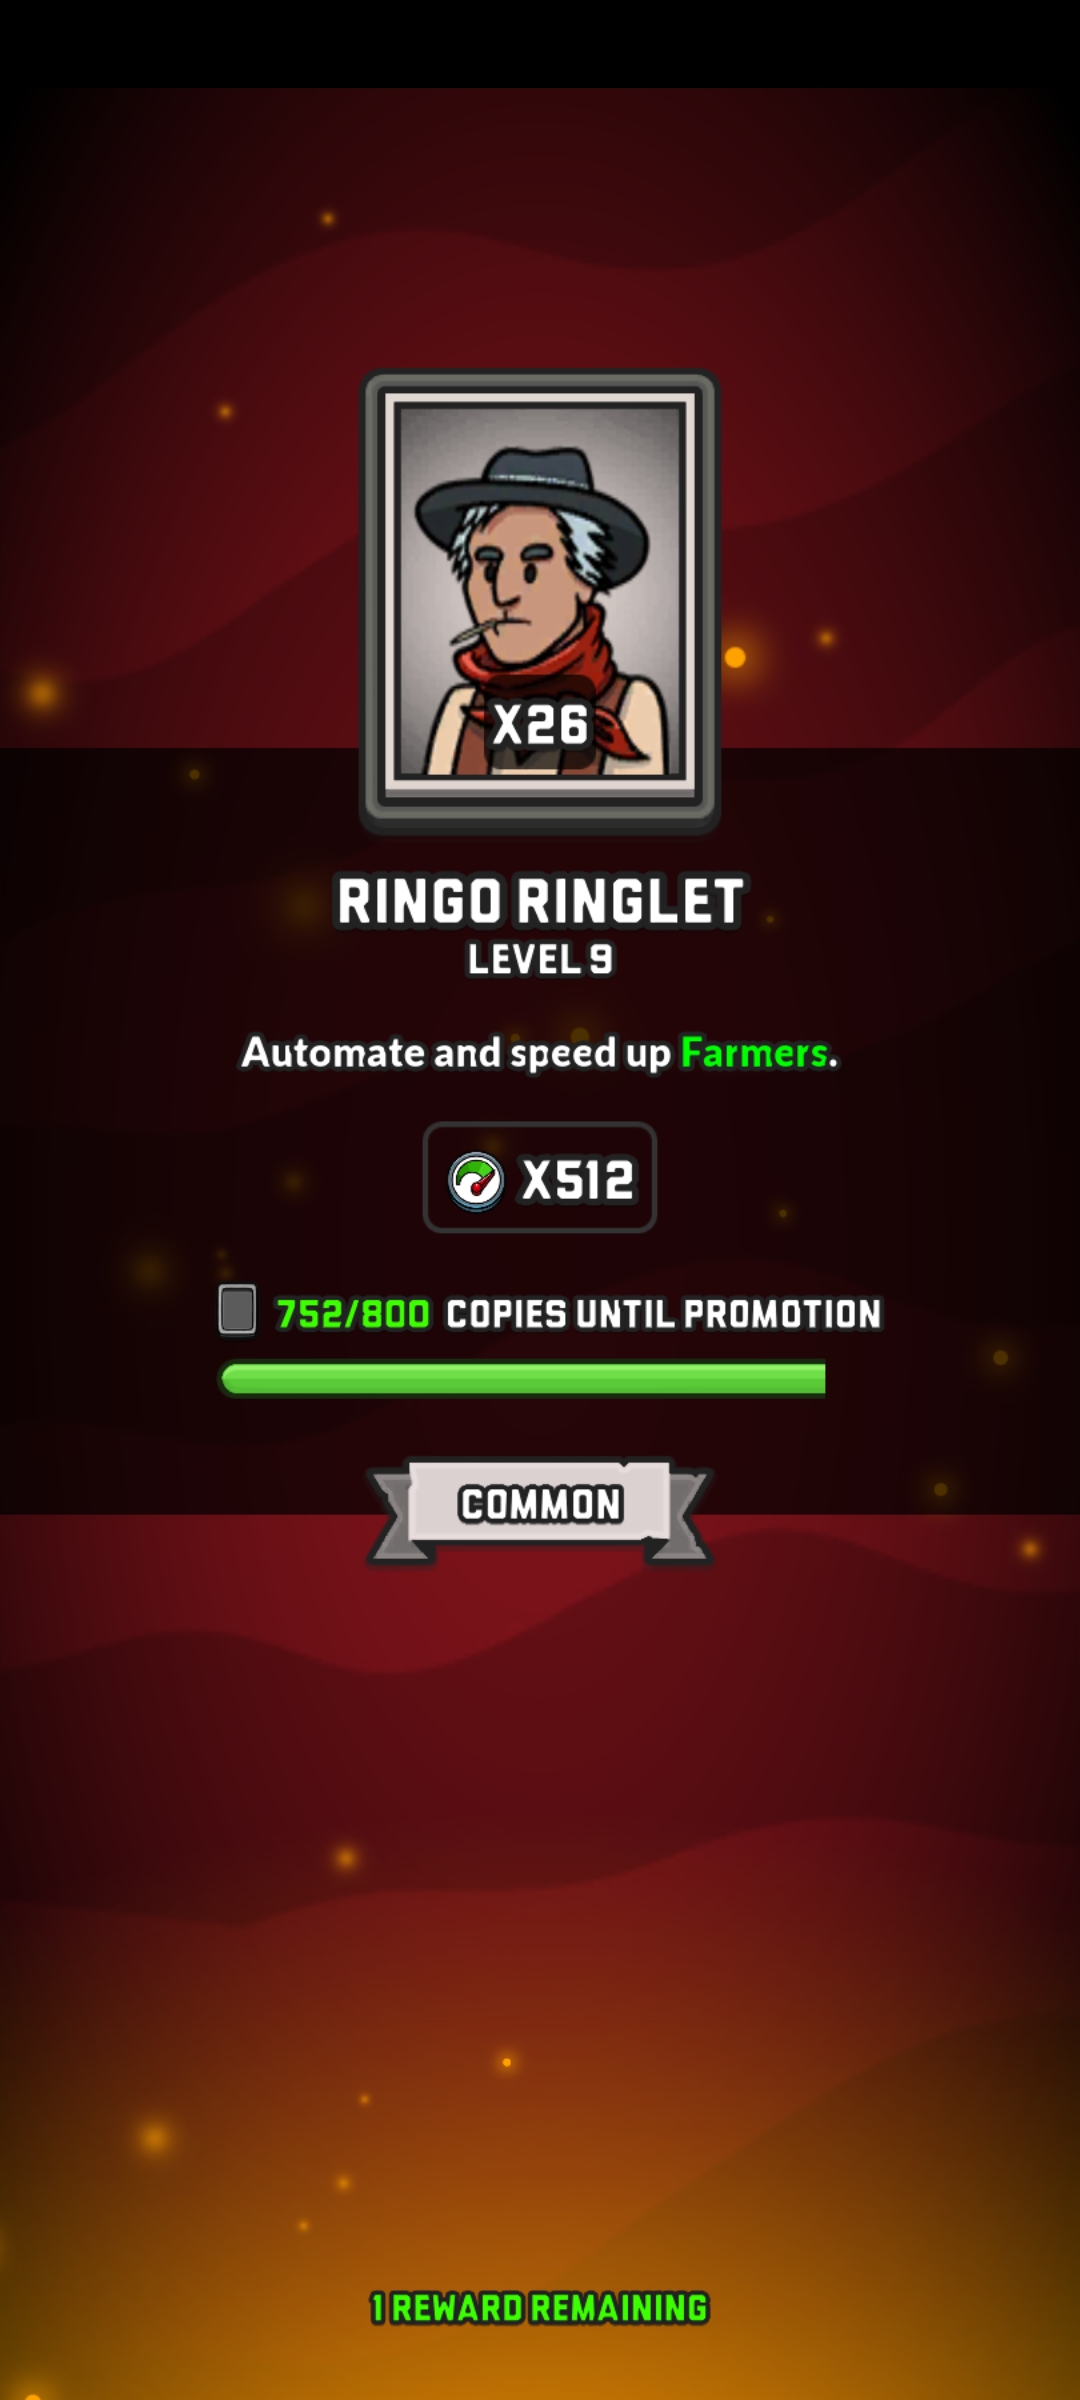 X26
RINGO RINGLET
LEVEL 9
Automate and speed up Farmers.
X512
752/800 COPIES UNTIL PROMOTION
COMMON
1 REWARD REMAINING